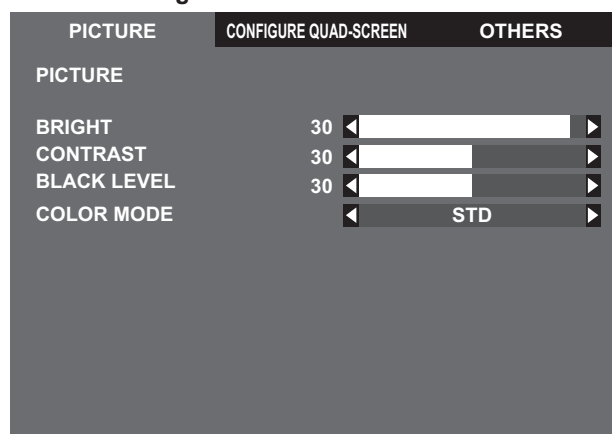 PICTURE CONFIGURE QUAD-SCREEN OTHERS
PICTURE
BRIGHT 30
CONTRAST 30
BLACK LEVEL 30
COLOR MODE STD